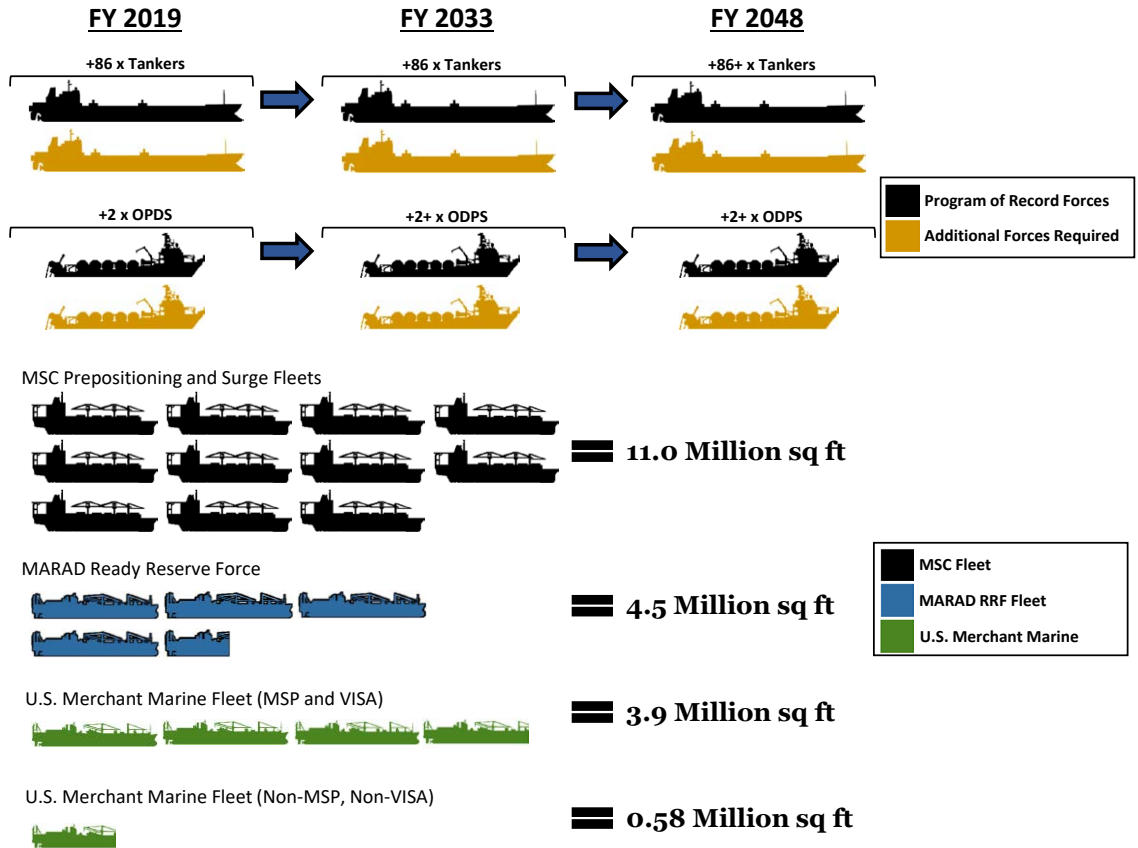 FY 2019
FY 2033
FY 2048
+86 x Tankers
+86 x Tankers
+86+ x Tankers
Program of Record Forces
Additional Forces Required
+2 x OPDS
+2+ x ODPS
+2+ x ODPS
MSC Prepositioning and Surge Fleets
11.0 Million sq ft
MARAD Ready Reserve Force
4.5 Million sq ft
MSC Fleet
MARAD RRF Fleet
U.S. Merchant Marine
U.S. Merchant Marine Fleet (MSP and VISA)
3.9 Million sq ft
U.S. Merchant Marine Fleet (Non-MSP, Non-VISA)
0.58 Million sq ft